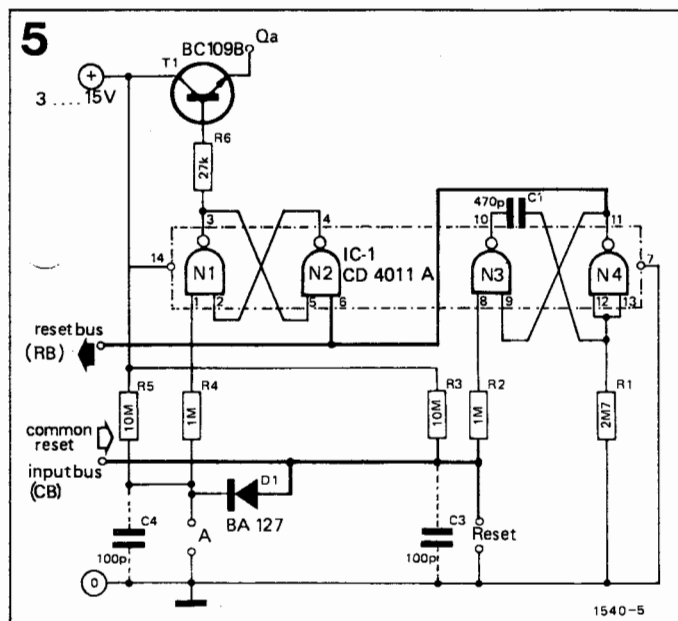 5
BC109B
Qa
T1
+
3 .... 15V
R6
27k
470p
C1
3
4
10
11
IC-1
CD 4011 A
14
7
N1
N2
N3
N4
1
2
5
6
8
9
12
13
reset bus
(RB)
R5
10M
R4
1M
R3
10M
R2
1M
R1
2M7
common
reset
input bus
(CB)
D1
BA 127
C4
100p
A
C3
100p
Reset
0
1540-5